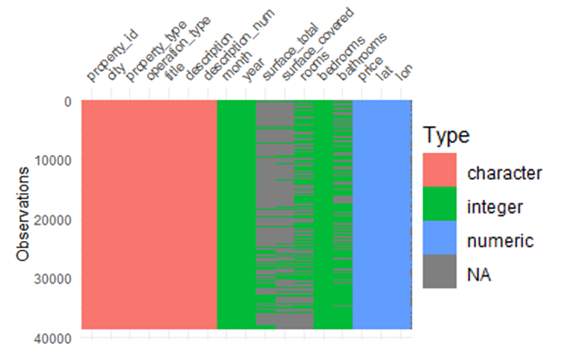 property_id
city
property_type
operation_type
title
description
description_num
month
year
surface_total
surface_covered
rooms
bedrooms
bathrooms
price
lat
lon
0
10000
20000
30000
40000
Observations
Type
character
integer
numeric
NA